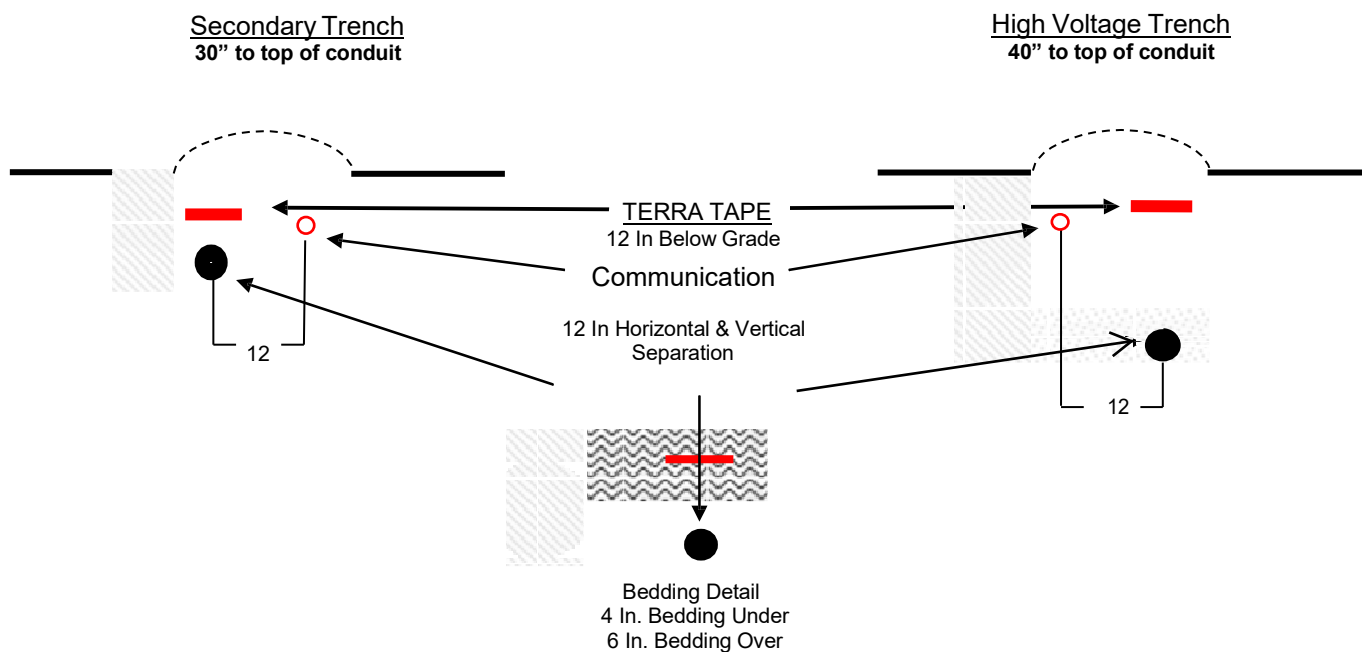 Secondary Trench
30” to top of conduit
High Voltage Trench
40” to top of conduit
TERRA TAPE
12 In Below Grade
Communication
12 In Horizontal & Vertical
Separation
12
12
Bedding Detail
4 In. Bedding Under
6 In. Bedding Over